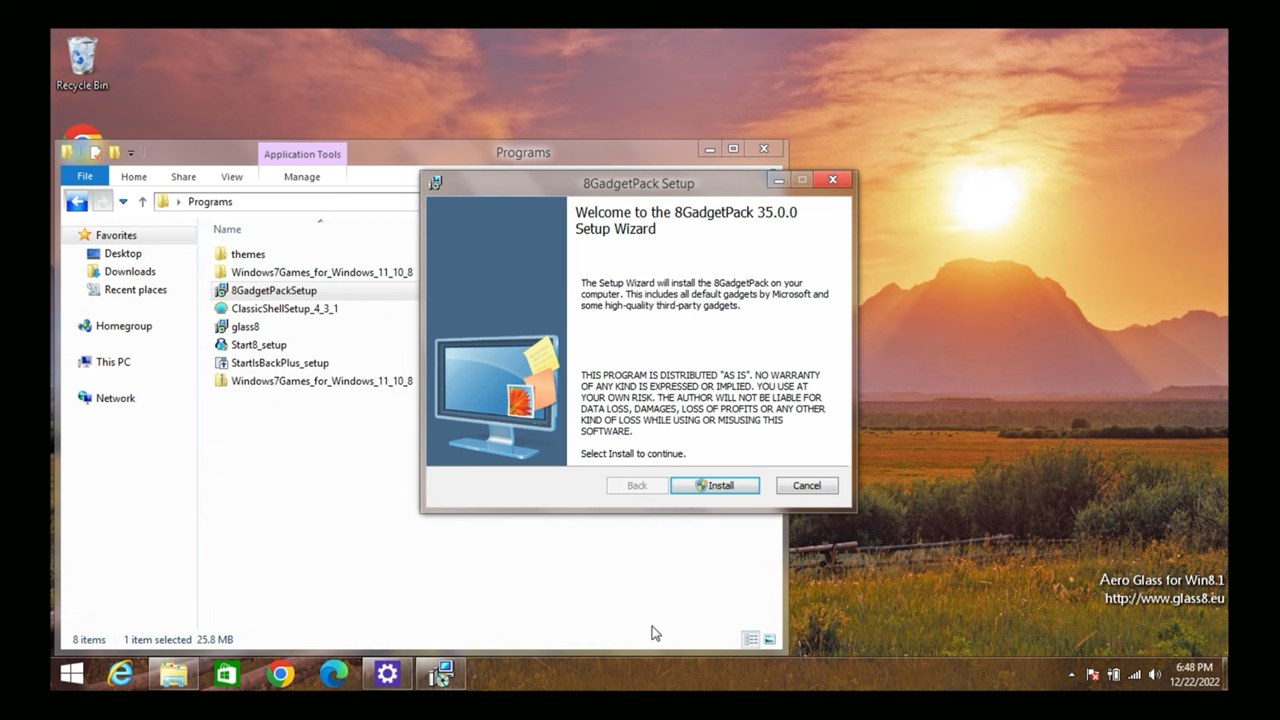 Recycle Bin
Application Tools
Programs
File
Home
Share
View
Manage
Programs
Favorites
Desktop
Downloads
Recent places
Homegroup
This PC
Network
Name
themes
Windows7Games_for_Windows_11_10_8
8GadgetPackSetup
ClassicShellSetup_4_3_1
glass8
Start8_setup
StartIsBackPlus_setup
Windows7Games_for_Windows_11_10_8
8 items
1 item selected 25.8 MB
8GadgetPack Setup
Welcome to the 8GadgetPack 35.0.0
Setup Wizard
The Setup Wizard will install the 8GadgetPack on your
computer. This includes all default gadgets by Microsoft and
some high-quality third-party gadgets.
THIS PROGRAM IS DISTRIBUTED "AS IS". NO WARRANTY
OF ANY KIND IS EXPRESSED OR IMPLIED. YOU USE AT
YOUR OWN RISK. THE AUTHOR WILL NOT BE LIABLE FOR
DATA LOSS, DAMAGES, LOSS OF PROFITS OR ANY OTHER
KIND OF LOSS WHILE USING OR MISUSING THIS
SOFTWARE.
Select Install to continue.
Back
Install
Cancel
Aero Glass for Win8.1
http://www.glass8.eu
6:48 PM
12/22/2022